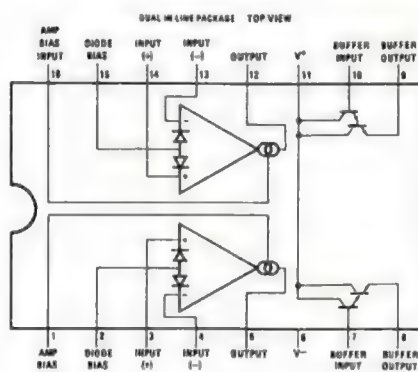 DUAL IN LINE PACKAGE TOP VIEW
AMP
BIAS
INPUT
DIODE
BIAS
INPUT
(+)
INPUT
(−)
OUTPUT
V+
BUFFER
INPUT
BUFFER
OUTPUT
16 15 14 13 12 11 10 9
1 2 3 4 5 6 7 8
AMP
BIAS
DIODE
BIAS
INPUT
(+)
INPUT
(−)
OUTPUT
V−
BUFFER
INPUT
BUFFER
OUTPUT